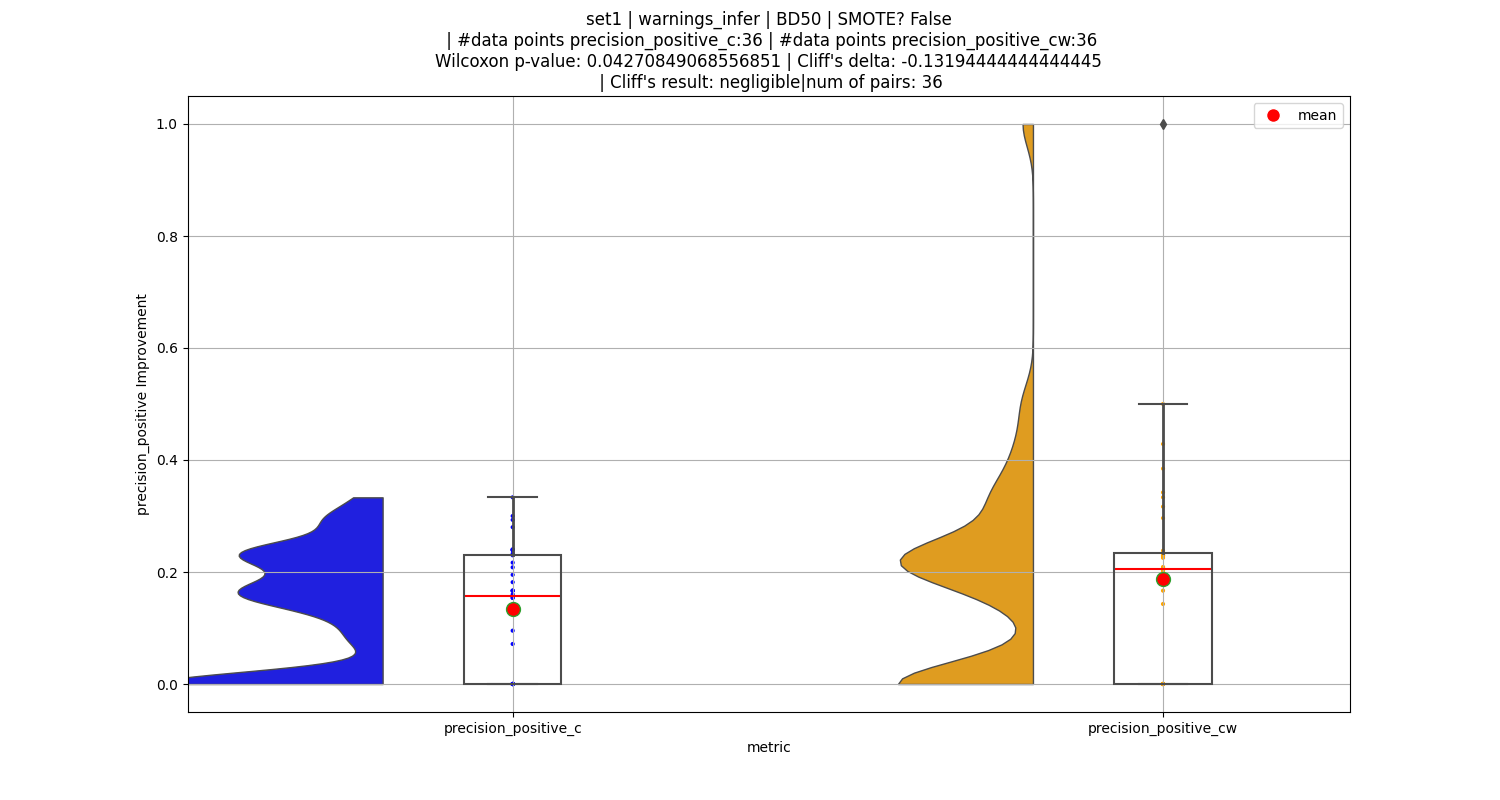 set1 | warnings_infer | BD50 | SMOTE? False
| #data points precision_positive_c:36 | #data points precision_positive_cw:36
Wilcoxon p-value: 0.04270849068556851 | Cliff's delta: -0.13194444444444445
| Cliff's result: negligible|num of pairs: 36
mean
1.0
0.8
0.6
0.4
0.2
0.0
precision_positive Improvement
precision_positive_c
precision_positive_cw
metric